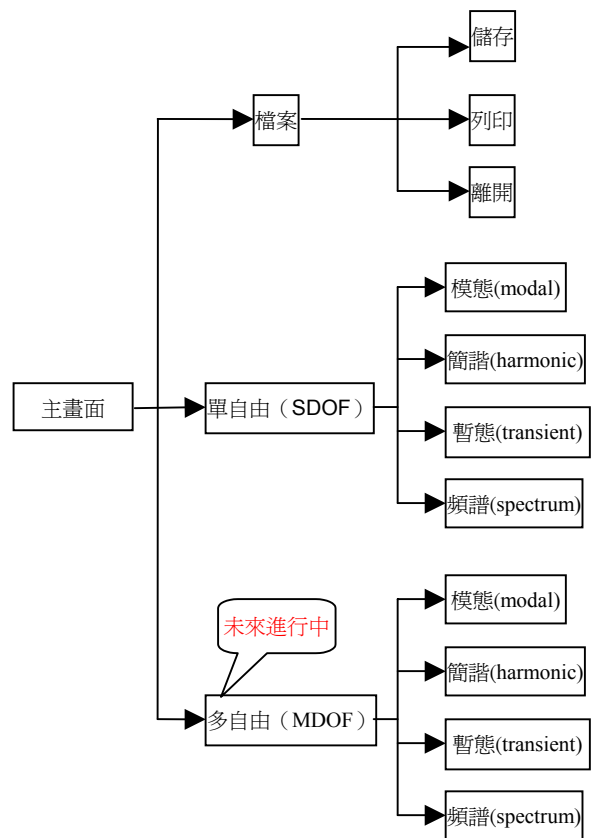 儲存
檔案
列印
離開
模態(modal)
簡諧(harmonic)
主畫面
單自由（SDOF）
暫態(transient)
頻譜(spectrum)
模態(modal)
未來進行中
簡諧(harmonic)
多自由（MDOF）
暫態(transient)
頻譜(spectrum)